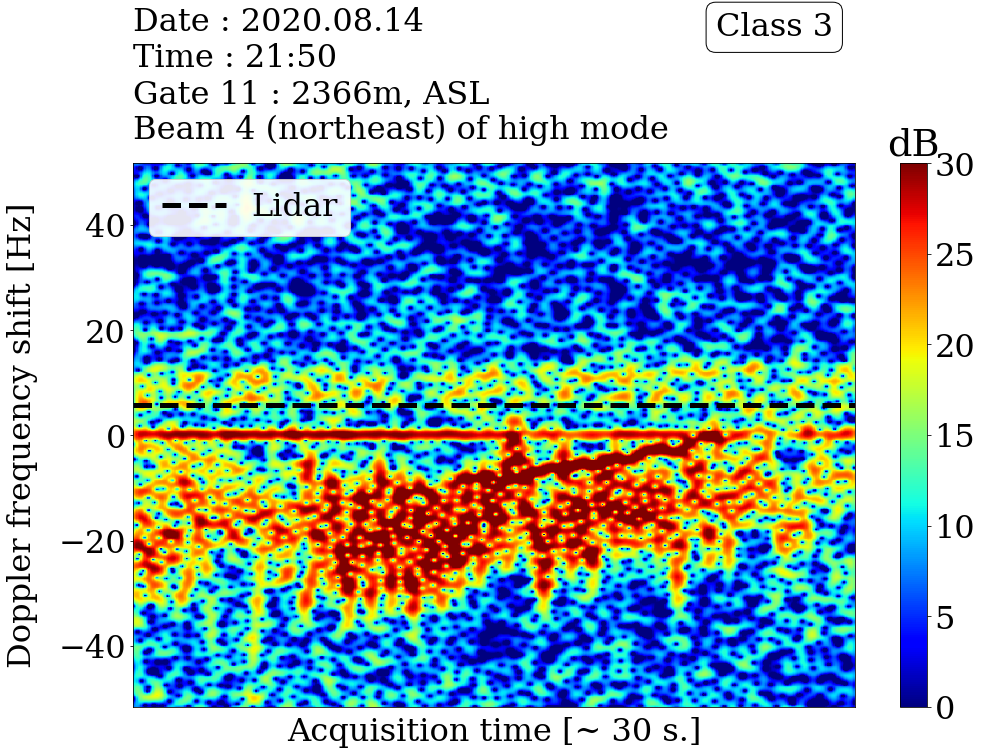 Date : 2020.08.14
Time : 21:50
Gate 11 : 2366m, ASL
Beam 4 (northeast) of high mode
Class 3
dB
Lidar
Doppler frequency shift [Hz]
40
20
0
−20
−40
30
25
20
15
10
5
0
Acquisition time [~ 30 s.]